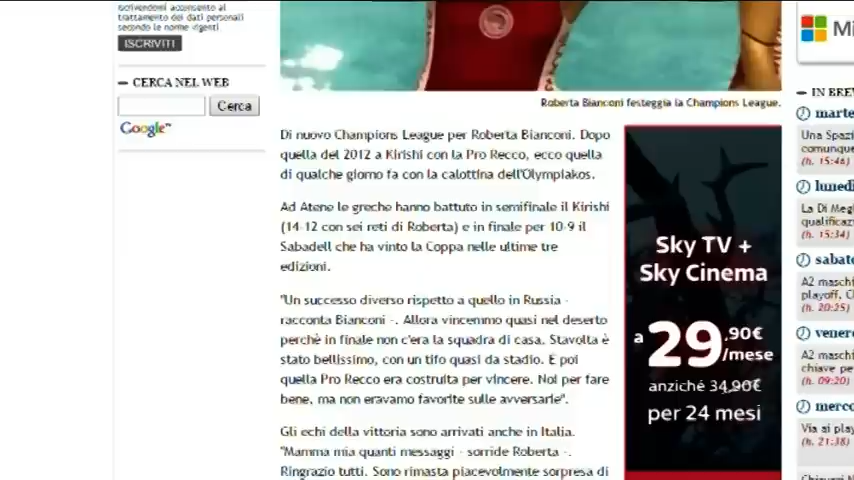 iscrivendomi acconsento al
trattamento dei dati personali
secondo le norme vigenti
ISCRIVITI
CERCA NEL WEB
Cerca
Google™
Roberta Bianconi festeggia la Champions League.
Di nuovo Champions League per Roberta Bianconi. Dopo
quella del 2012 a Kirishi con la Pro Recco, ecco quella
di qualche giorno fa con la calottina dell'Olympiakos.
Ad Atene le greche hanno battuto in semifinale il Kirishi
(14-12 con sei reti di Roberta) e in finale per 10-9 il
Sabadell che ha vinto la Coppa nelle ultime tre
edizioni.
"Un successo diverso rispetto a quello in Russia -
racconta Bianconi -. Allora vincemmo quasi nel deserto
perchè in finale non c'era la squadra di casa. Stavolta è
stato bellissimo, con un tifo quasi da stadio. E poi
quella Pro Recco era costruita per vincere. Noi per fare
bene, ma non eravamo favorite sulle avversarie".
Gli echi della vittoria sono arrivati anche in Italia.
"Mamma mia quanti messaggi - sorride Roberta -.
Ringrazio tutti. Sono rimasta piacevolmente sorpresa di
Sky TV +
Sky Cinema
a 29,90€
/mese
anziché 34,90€
per 24 mesi
Mi
IN BREV
marte
Una Spazi
comunque
(h. 15:46)
lunedì
La Di Megl
qualificaz
(h. 15:34)
sabato
A2 maschi
playoff, C
(h. 20:25)
venerd
A2 maschi
chiave pe
(h. 09:20)
merco
Via ai play
(h. 21:38)